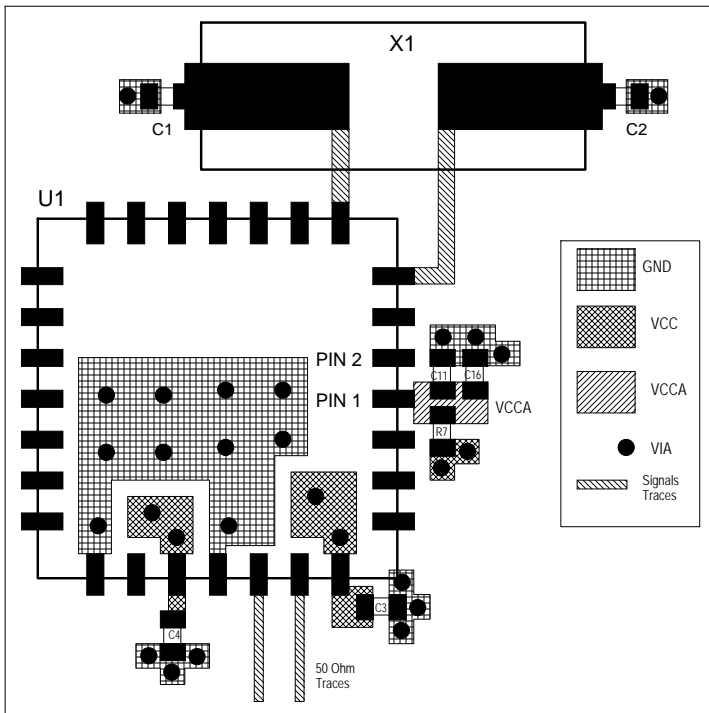 X1
C1
C2
U1
GND
VCC
VCCA
VIA
Signals
Traces
PIN 2
PIN 1
C11
C16
VCCA
R7
C3
C4
50 Ohm
Traces